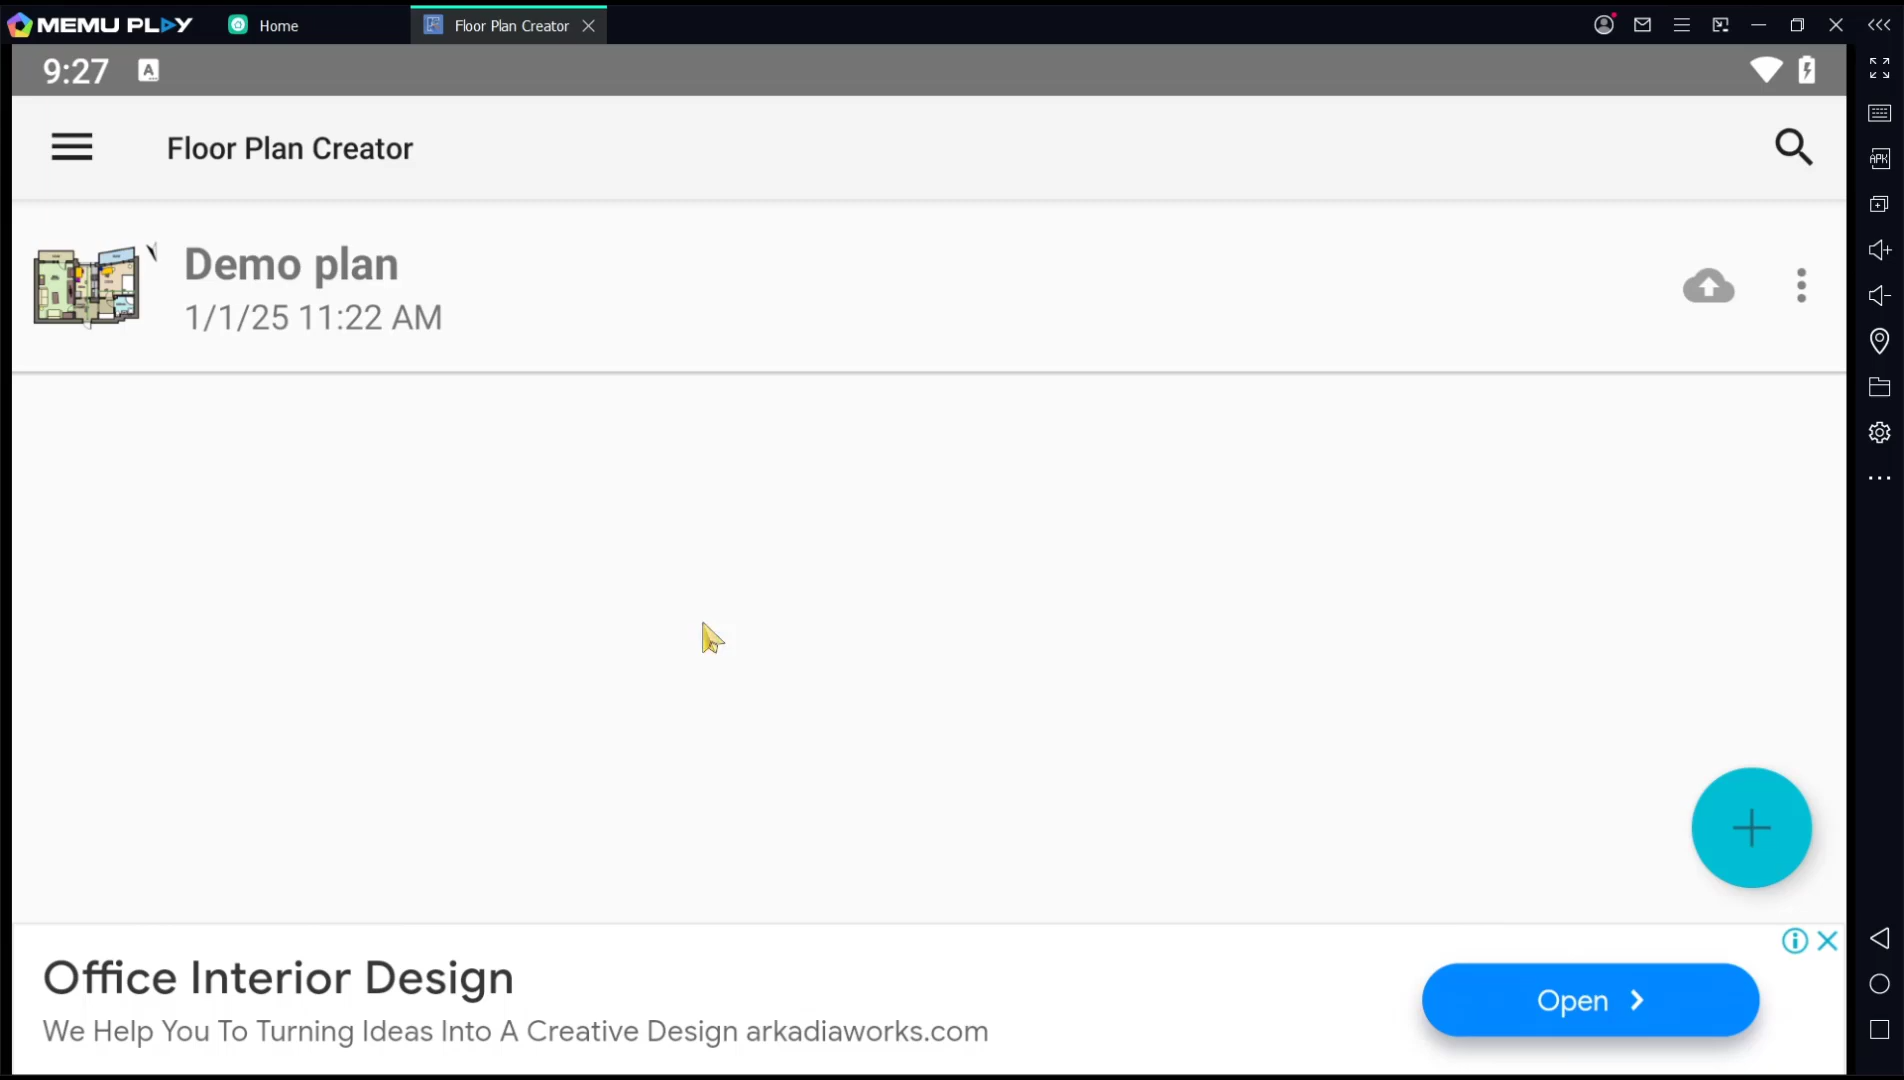 MEMU PLAY
Home
Floor Plan Creator
9:27
A
Floor Plan Creator
APK
Demo plan
1/1/25 11:22 AM
Office Interior Design
We Help You To Turning Ideas Into A Creative Design arkadiaworks.com
Open